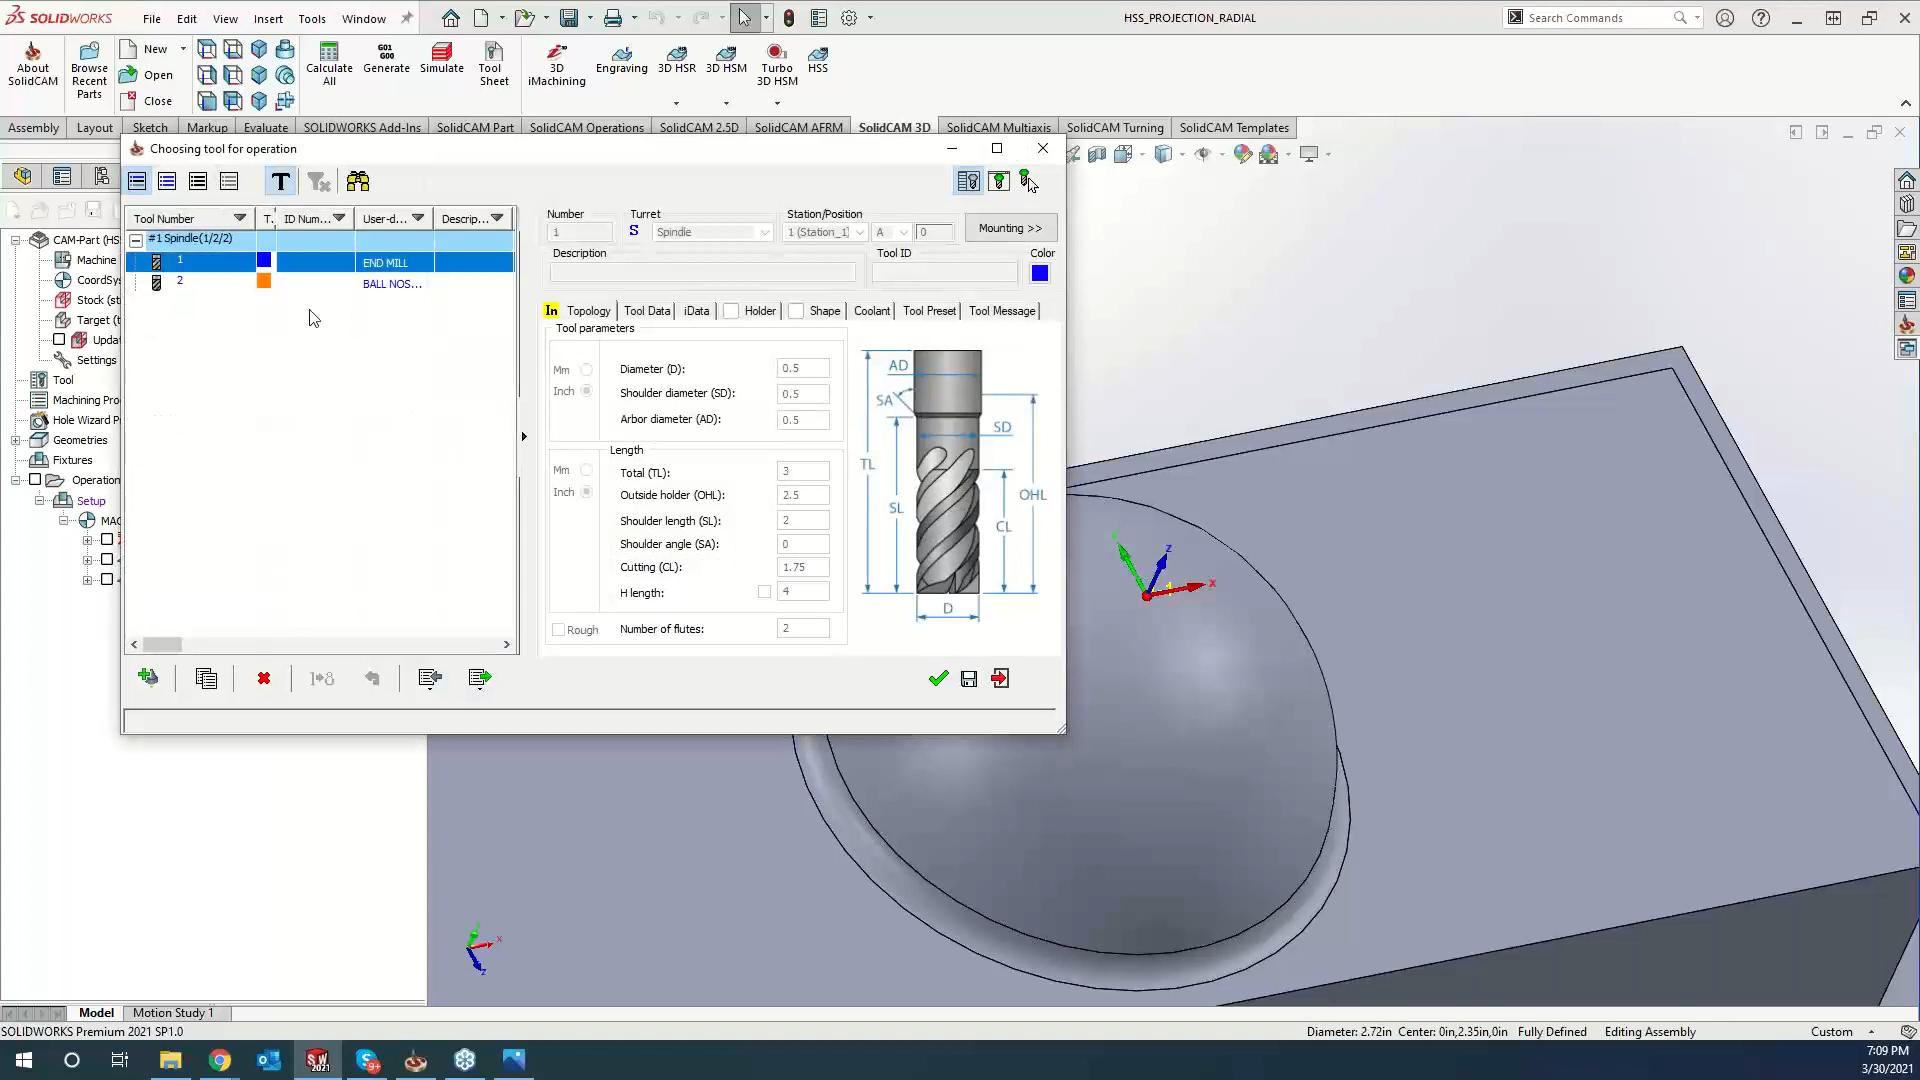 SOLIDWORKS File Edit View Insert Tools Window HSS_PROJECTION_RADIAL Search Commands
About SolidCAM
Browse Recent Parts
New
Open
Close
Calculate All
G01 G00
Generate
Simulate
Tool Sheet
3D iMachining
Engraving
3D HSR
3D HSM
Turbo 3D HSM
HSS
Assembly Layout Sketch Markup Evaluate SOLIDWORKS Add-Ins SolidCAM Part SolidCAM Operations SolidCAM 2.5D SolidCAM AFRM SolidCAM 3D SolidCAM Multiaxis SolidCAM Turning SolidCAM Templates
Choosing tool for operation
T
Tool Number T. ID Num... User-d... Descrip...
#1 Spindle(1/2/2)
1 END MILL
2 BALL NOS...
CAM-Part (
Machine
CoordSy
Stock (st
Target (t
Upda
Settings
Tool
Machining Pro
Hole Wizard P
Geometries
Fixtures
Operation
Setup
MAC
Number Turret Station/Position
1 S Spindle 1 (Station_1) A 0 Mounting >>
Description Tool ID Color
In Topology Tool Data iData Holder Shape Coolant Tool Preset Tool Message
Tool parameters
Mm
Inch
Diameter (D): 0.5
Shoulder diameter (SD): 0.5
Arbor diameter (AD): 0.5
Length
Mm
Inch
Total (TL): 3
Outside holder (OHL): 2.5
Shoulder length (SL): 2
Shoulder angle (SA): 0
Cutting (CL): 1.75
H length: 4
Rough Number of flutes: 2
AD
SA
SD
TL
OHL
SL
CL
D
Z
X
X
Z
Model Motion Study 1
SOLIDWORKS Premium 2021 SP1.0 Diameter: 2.72in Center: 0in,2.35in,0in Fully Defined Editing Assembly Custom
7:09 PM
3/30/2021